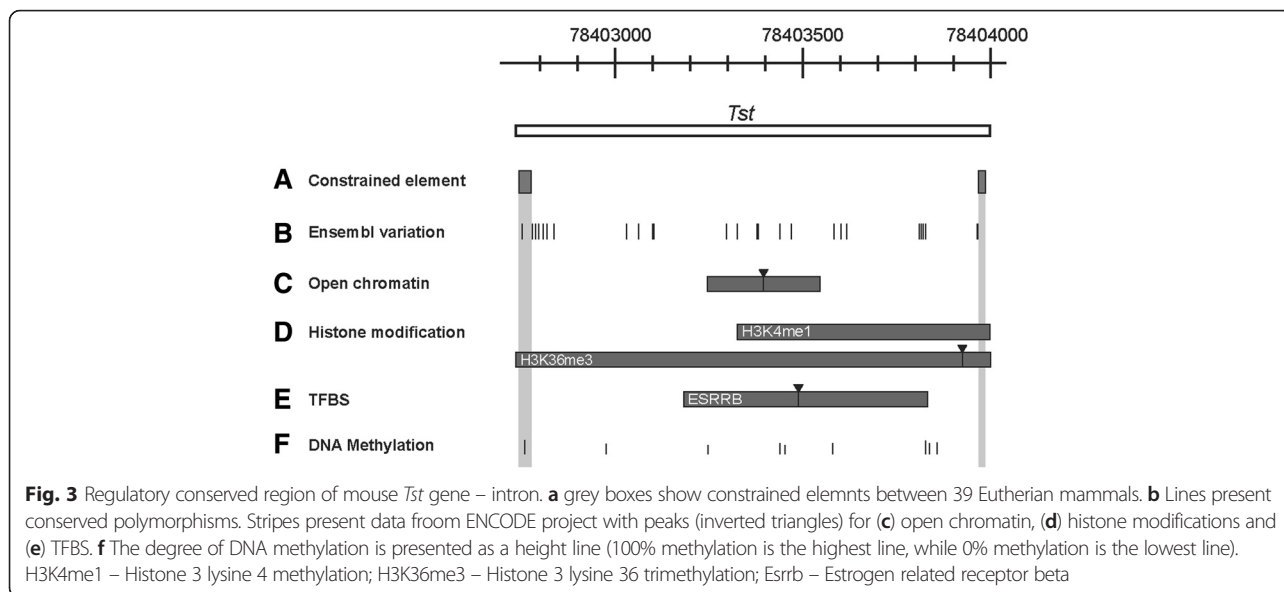 78403000 78403500 78404000
Tst
A Constrained element
B Ensembl variation
C Open chromatin
D Histone modification
H3K4me1
H3K36me3
E TFBS
ESRRB
F DNA Methylation
Fig. 3 Regulatory conserved region of mouse Tst gene – intron. a grey boxes show constrained elemnts between 39 Eutherian mammals. b Lines present
conserved polymorphisms. Stripes present data froom ENCODE project with peaks (inverted triangles) for (c) open chromatin, (d) histone modifications and
(e) TFBS. f The degree of DNA methylation is presented as a height line (100% methylation is the highest line, while 0% methylation is the lowest line).
H3K4me1 – Histone 3 lysine 4 methylation; H3K36me3 – Histone 3 lysine 36 trimethylation; Esrrb – Estrogen related receptor beta